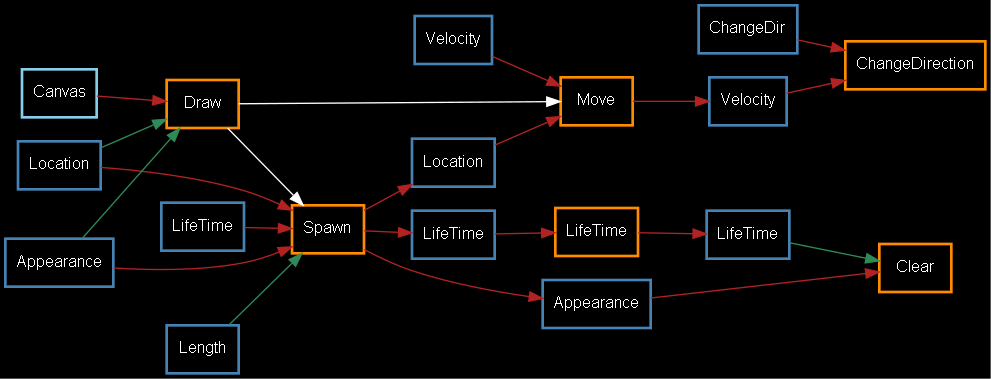 ChangeDir
Velocity
ChangeDirection
Canvas
Draw
Move
Velocity
Location
Location
LifeTime
Spawn
LifeTime
LifeTime
LifeTime
Appearance
Clear
Appearance
Length